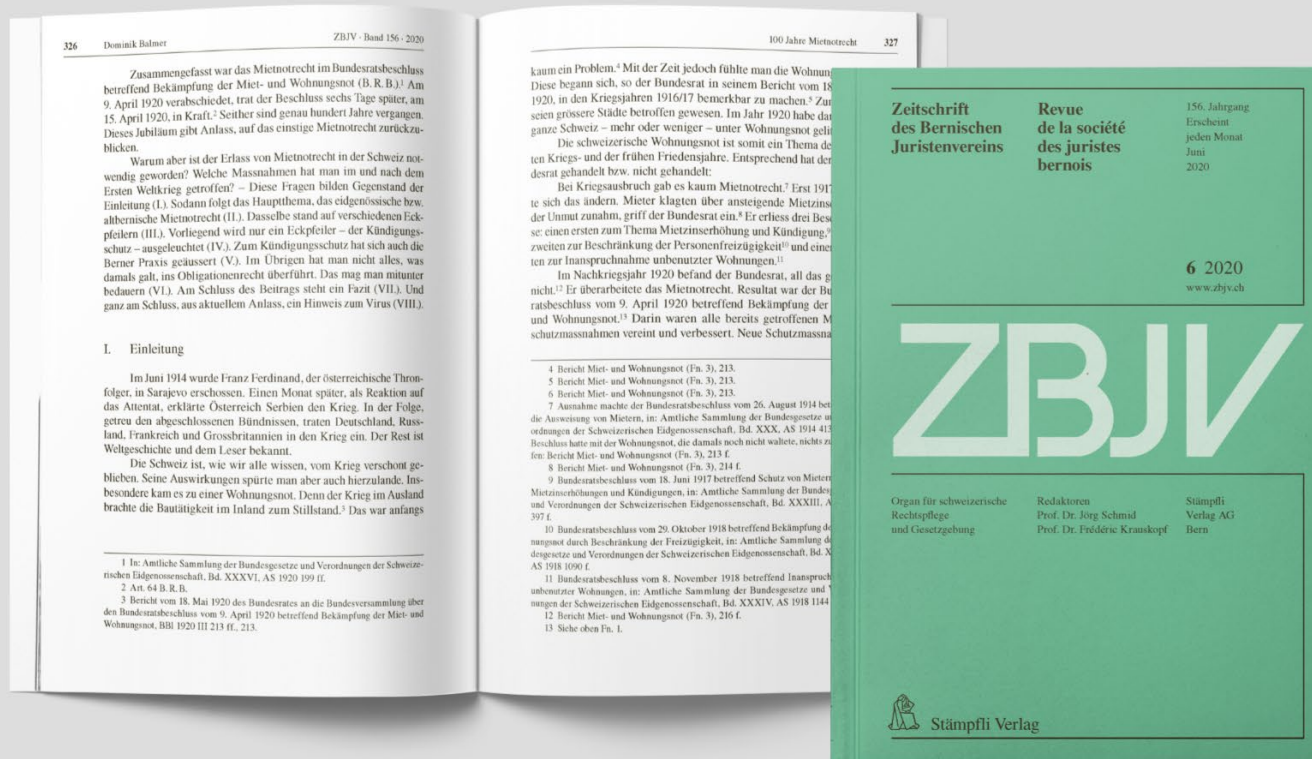 326
Dominik Balmer
ZBJV · Band 156 · 2020
Zusammengefasst war das Mietnotrecht im Bundesratsbeschluss
betreffend Bekämpfung der Miet- und Wohnungsnot (B. R. B.).¹ Am
9. April 1920 verabschiedet, trat der Beschluss sechs Tage später, am
15. April 1920, in Kraft.² Seither sind genau hundert Jahre vergangen.
Dieses Jubiläum gibt Anlass, auf das einstige Mietnotrecht zurückzu-
blicken.
Warum aber ist der Erlass von Mietnotrecht in der Schweiz not-
wendig geworden? Welche Massnahmen hat man im und nach dem
Ersten Weltkrieg getroffen? – Diese Fragen bilden Gegenstand der
Einleitung (I.). Sodann folgt das Hauptthema, das eidgenössische bzw.
altbernische Mietnotrecht (II.). Dasselbe stand auf verschiedenen Eck-
pfeilern (III.). Vorliegend wird nur ein Eckpfeiler – der Kündigungs-
schutz – ausgeleuchtet (IV.). Zum Kündigungsschutz hat sich auch die
Berner Praxis geäussert (V.). Im Übrigen hat man nicht alles, was
damals galt, ins Obligationenrecht überführt. Das mag man mitunter
bedauern (VI.). Am Schluss des Beitrags steht ein Fazit (VII.). Und
ganz am Schluss, aus aktuellem Anlass, ein Hinweis zum Virus (VIII.).
I. Einleitung
Im Juni 1914 wurde Franz Ferdinand, der österreichische Thron-
folger, in Sarajevo erschossen. Einen Monat später, als Reaktion auf
das Attentat, erklärte Österreich Serbien den Krieg. In der Folge,
getreu den abgeschlossenen Bündnissen, traten Deutschland, Russ-
land, Frankreich und Grossbritannien in den Krieg ein. Der Rest ist
Weltgeschichte und dem Leser bekannt.
Die Schweiz ist, wie wir alle wissen, vom Krieg verschont ge-
blieben. Seine Auswirkungen spürte man aber auch hierzulande. Ins-
besondere kam es zu einer Wohnungsnot. Denn der Krieg im Ausland
brachte die Bautätigkeit im Inland zum Stillstand.³ Das war anfangs
1 In: Amtliche Sammlung der Bundesgesetze und Verordnungen der Schweize-
rischen Eidgenossenschaft, Bd. XXXVI, AS 1920 199 ff.
2 Art. 64 B. R. B.
3 Bericht vom 18. Mai 1920 des Bundesrates an die Bundesversammlung über
den Bundesratsbeschluss vom 9. April 1920 betreffend Bekämpfung der Miet- und
Wohnungsnot, BBl 1920 III 213 ff., 213.
100 Jahre Mietnotrecht
327
kaum ein Problem.⁴ Mit der Zeit jedoch fühlte man die Wohnun
Diese begann sich, so der Bundesrat in seinem Bericht vom 18
1920, in den Kriegsjahren 1916/17 bemerkbar zu machen.⁵ Zu
seien grössere Städte betroffen gewesen. Im Jahr 1920 habe da
ganze Schweiz – mehr oder weniger – unter Wohnungsnot geli
Die schweizerische Wohnungsnot ist somit ein Thema de
ten Kriegs- und der frühen Friedensjahre. Entsprechend hat der
desrat gehandelt bzw. nicht gehandelt:
Bei Kriegsausbruch gab es kaum Mietnotrecht.⁷ Erst 191
te sich das ändern. Mieter klagten über ansteigende Mietzins
der Unmut zunahm, griff der Bundesrat ein.⁸ Er erliess drei Bes
se: einen ersten zum Thema Mietzinserhöhung und Kündigung,⁹
zweiten zur Beschränkung der Personenfreizügigkeit¹⁰ und eine
ten zur Inanspruchnahme unbenutzter Wohnungen.¹¹
Im Nachkriegsjahr 1920 befand der Bundesrat, all das g
nicht.¹² Er überarbeitete das Mietnotrecht. Resultat war der Bu
ratsbeschluss vom 9. April 1920 betreffend Bekämpfung der
und Wohnungsnot.¹³ Darin waren alle bereits getroffenen M
schutzmassnahmen vereint und verbessert. Neue Schutzmassna
4 Bericht Miet- und Wohnungsnot (Fn. 3), 213.
5 Bericht Miet- und Wohnungsnot (Fn. 3), 213.
6 Bericht Miet- und Wohnungsnot (Fn. 3), 213.
7 Ausnahme machte der Bundesratsbeschluss vom 26. August 1914 bet
die Ausweisung von Mietern, in: Amtliche Sammlung der Bundesgesetze u
ordnungen der Schweizerischen Eidgenossenschaft, Bd. XXX, AS 1914 413
Beschluss hatte mit der Wohnungsnot, die damals noch nicht waltete, nichts z
fen: Bericht Miet- und Wohnungsnot (Fn. 3), 213 f.
8 Bericht Miet- und Wohnungsnot (Fn. 3), 214 f.
9 Bundesratsbeschluss vom 18. Juni 1917 betreffend Schutz von Mietern
Mietzinserhöhungen und Kündigungen, in: Amtliche Sammlung der Bundes
und Verordnungen der Schweizerischen Eidgenossenschaft, Bd. XXXIII, A
397 f.
10 Bundesratsbeschluss vom 29. Oktober 1918 betreffend Bekämpfung de
nungsnot durch Beschränkung der Freizügigkeit, in: Amtliche Sammlung d
desgesetze und Verordnungen der Schweizerischen Eidgenossenschaft, Bd. X
AS 1918 1090 f.
11 Bundesratsbeschluss vom 8. November 1918 betreffend Inanspruch
unbenutzter Wohnungen, in: Amtliche Sammlung der Bundesgesetze und
nungen der Schweizerischen Eidgenossenschaft, Bd. XXXIV, AS 1918 1144
12 Bericht Miet- und Wohnungsnot (Fn. 3), 216 f.
13 Siehe oben Fn. 1.
Zeitschrift
des Bernischen
Juristenvereins
Revue
de la société
des juristes
bernois
156. Jahrgang
Erscheint
jeden Monat
Juni
2020
6 2020
www.zbjv.ch
ZBJV
Organ für schweizerische
Rechtspflege
und Gesetzgebung
Redaktoren
Prof. Dr. Jörg Schmid
Prof. Dr. Frédéric Krauskopf
Stämpfli
Verlag AG
Bern
Stämpfli Verlag